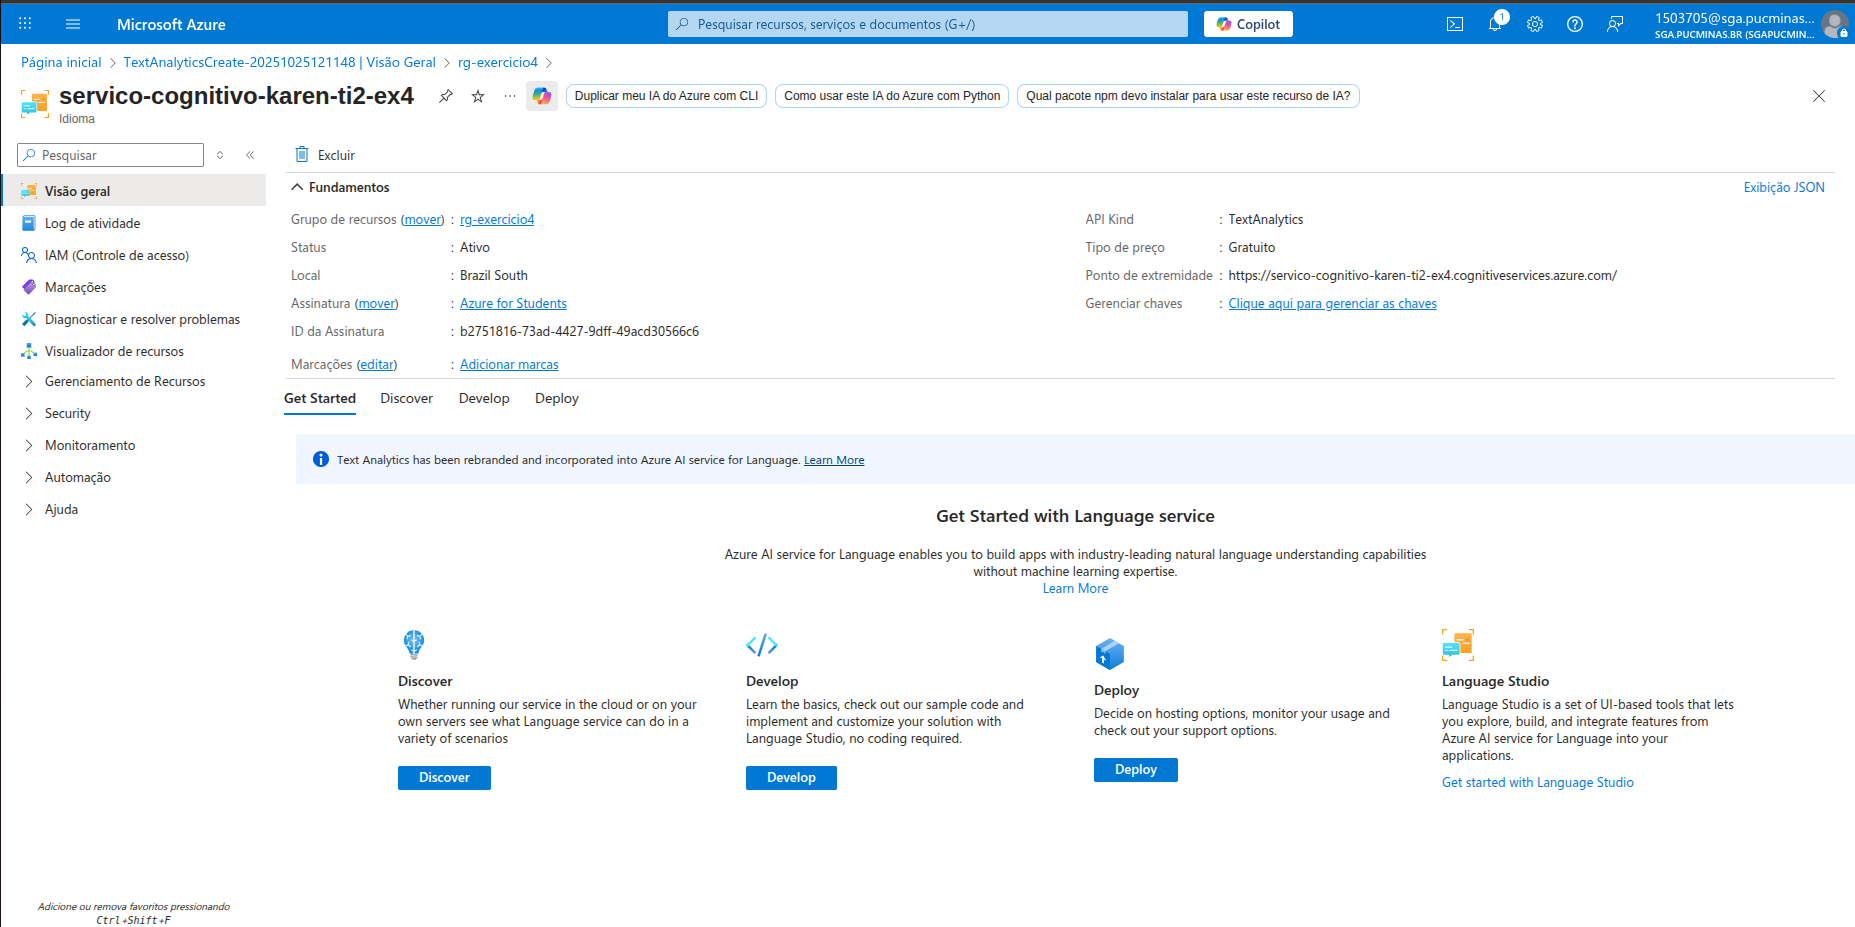 Microsoft Azure
Pesquisar recursos, serviços e documentos (G+/)
Copilot
1
1503705@sga.pucminas...
SGA.PUCMINAS.BR (SGAPUCMIN...
Página inicial > TextAnalyticsCreate-20251025121148 | Visão Geral > rg-exercicio4 >
servico-cognitivo-karen-ti2-ex4
Idioma
Duplicar meu IA do Azure com CLI
Como usar este IA do Azure com Python
Qual pacote npm devo instalar para usar este recurso de IA?
Pesquisar
Visão geral
Log de atividade
IAM (Controle de acesso)
Marcações
Diagnosticar e resolver problemas
Visualizador de recursos
Gerenciamento de Recursos
Security
Monitoramento
Automação
Ajuda
Adicione ou remova favoritos pressionando
Ctrl+Shift+F
Excluir
Fundamentos
Exibição JSON
Grupo de recursos (mover) : rg-exercicio4
Status : Ativo
Local : Brazil South
Assinatura (mover) : Azure for Students
ID da Assinatura : b2751816-73ad-4427-9dff-49acd30566c6
Marcações (editar) : Adicionar marcas
API Kind : TextAnalytics
Tipo de preço : Gratuito
Ponto de extremidade : https://servico-cognitivo-karen-ti2-ex4.cognitiveservices.azure.com/
Gerenciar chaves : Clique aqui para gerenciar as chaves
Get Started Discover Develop Deploy
Text Analytics has been rebranded and incorporated into Azure AI service for Language. Learn More
Get Started with Language service
Azure AI service for Language enables you to build apps with industry-leading natural language understanding capabilities
without machine learning expertise.
Learn More
Discover
Whether running our service in the cloud or on your
own servers see what Language service can do in a
variety of scenarios
Discover
Develop
Learn the basics, check out our sample code and
implement and customize your solution with
Language Studio, no coding required.
Develop
Deploy
Decide on hosting options, monitor your usage and
check out your support options.
Deploy
Language Studio
Language Studio is a set of UI-based tools that lets
you explore, build, and integrate features from
Azure AI service for Language into your
applications.
Get started with Language Studio